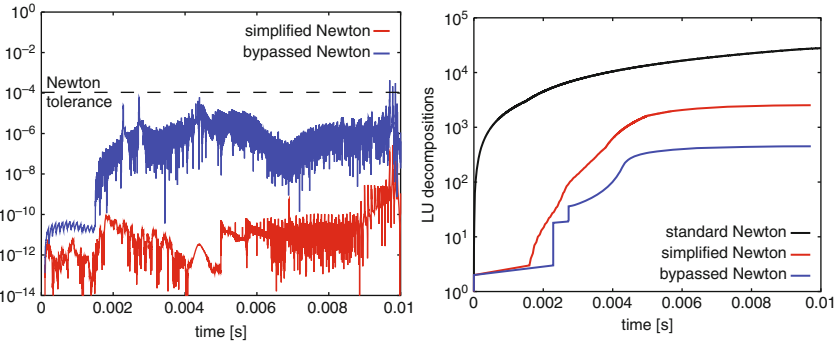 10^0
10^-2
10^-4
10^-6
10^-8
10^-10
10^-12
10^-14
simplified Newton
bypassed Newton
Newton
tolerance
0
0.002
0.004
0.006
0.008
0.01
time [s]
LU decompositions
10^5
10^4
10^3
10^2
10^1
10^0
standard Newton
simplified Newton
bypassed Newton
0
0.002
0.004
0.006
0.008
0.01
time [s]